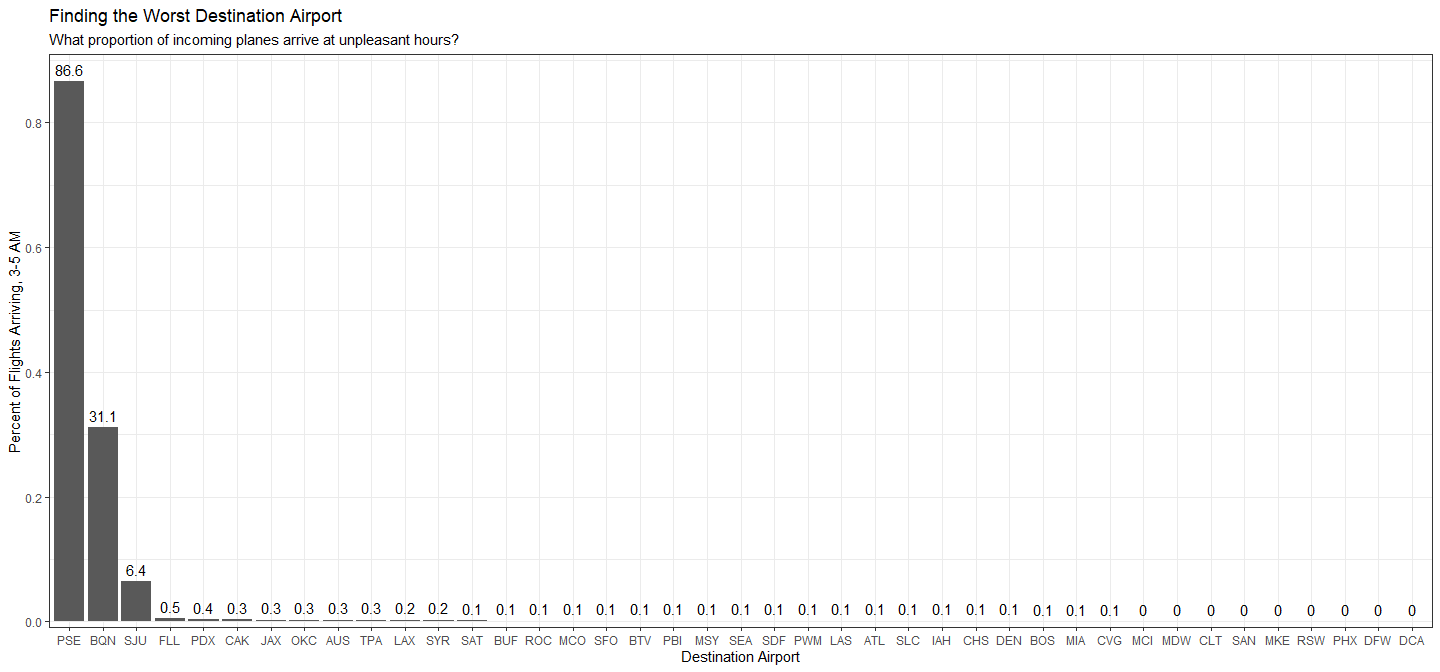 Finding the Worst Destination Airport
What proportion of incoming planes arrive at unpleasant hours?
Percent of Flights Arriving, 3-5 AM
0.8
0.6
0.4
0.2
0.0
86.6
31.1
6.4
0.5 0.4 0.3 0.3 0.3 0.3 0.3 0.2 0.2 0.1 0.1 0.1 0.1 0.1 0.1 0.1 0.1 0.1 0.1 0.1 0.1 0.1 0.1 0.1 0.1 0.1 0.1 0.1 0.1 0 0 0 0 0 0 0 0 0
PSE BQN SJU FLL PDX CAK JAX OKC AUS TPA LAX SYR SAT BUF ROC MCO SFO BTV PBI MSY SEA SDF PWM LAS ATL SLC IAH CHS DEN BOS MIA CVG MCI MDW CLT SAN MKE RSW PHX DFW DCA
Destination Airport